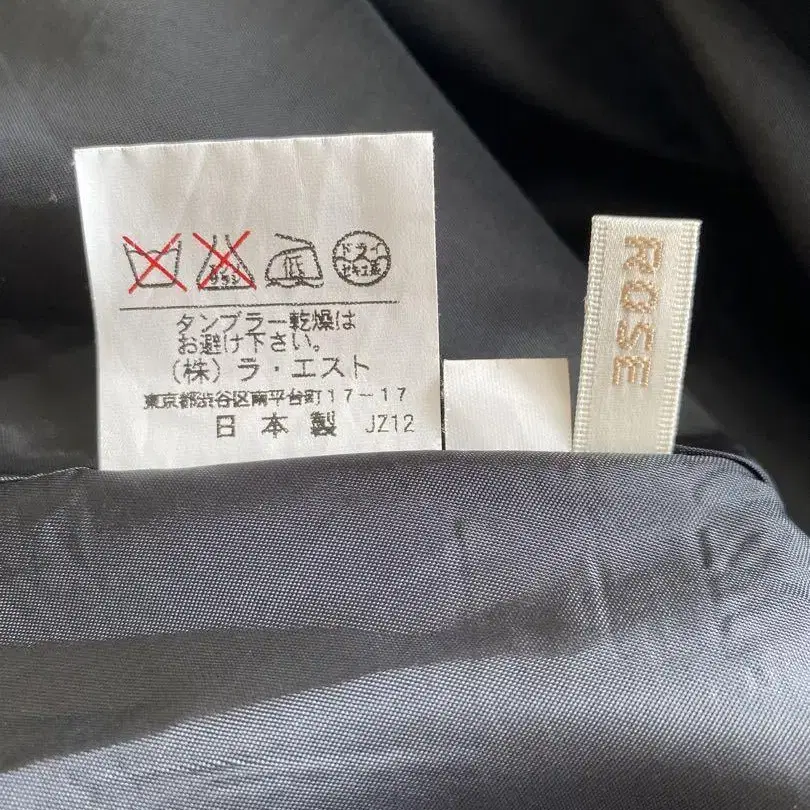 低
ドライ
セキユ系
タンブラー乾燥は
お避け下さい。
(株) ラ・エスト
東京都渋谷区南平台町17-17
日本製 JZ12
ROSE